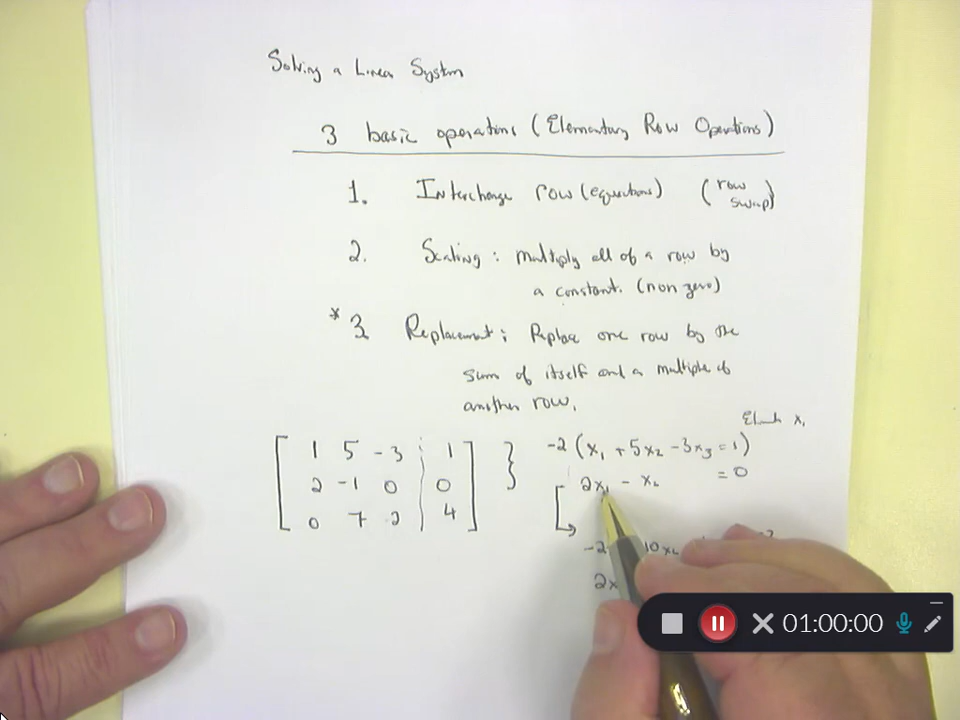 Solving a Linear System
3 basic operations (Elementary Row Operations)
1. Interchange row (equations) (row swap)
2. Scaling: Multiply all of a row by
a constant. (non zero)
* 3. Replacement: Replace one row by the
sum of itself and a multiple of
another row.
x₁
1 5 -3 1
2 -1 0 0
0 7 2 4
-2 (x₁ + 5x₂ - 3x₃ = 1)
2x₁ - x₂ = 0
-2 10x₂
2x
01:00:00